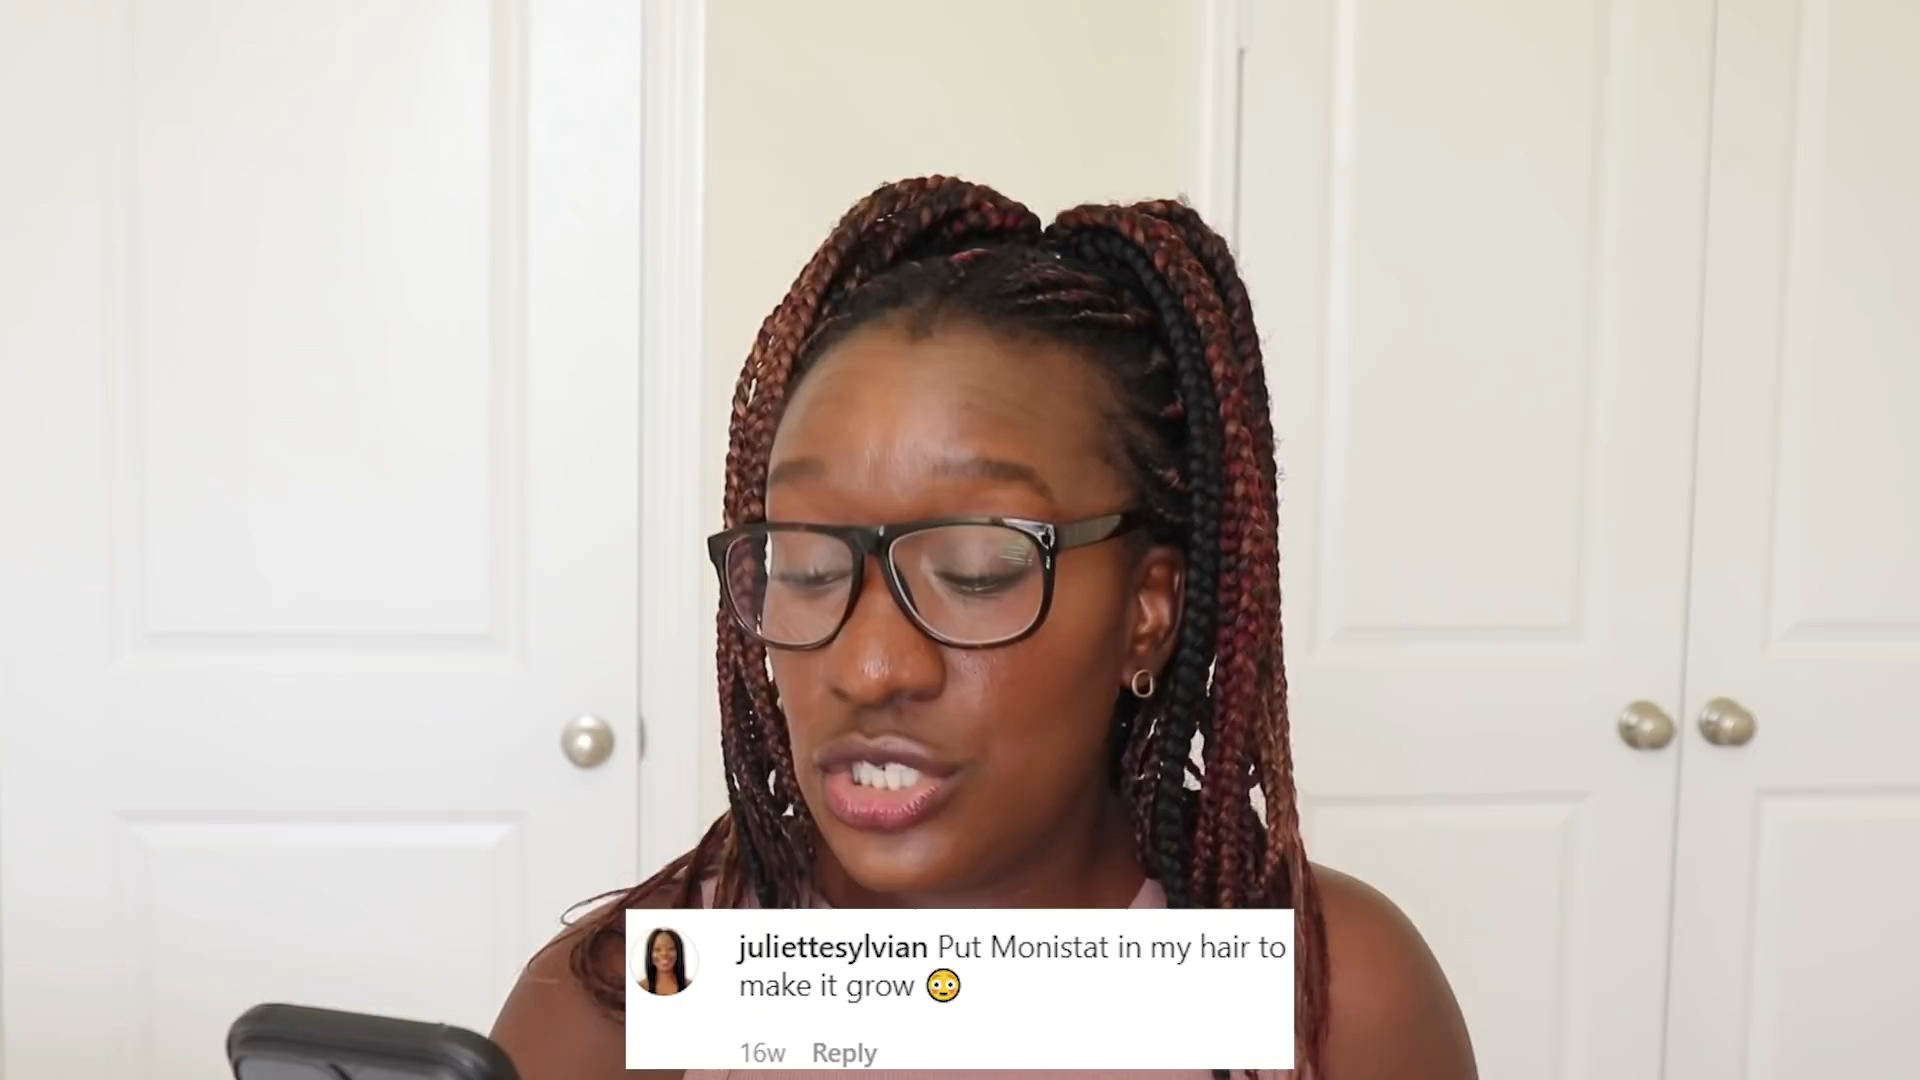 juliettesylvian Put Monistat in my hair to
make it grow 😳
16w Reply